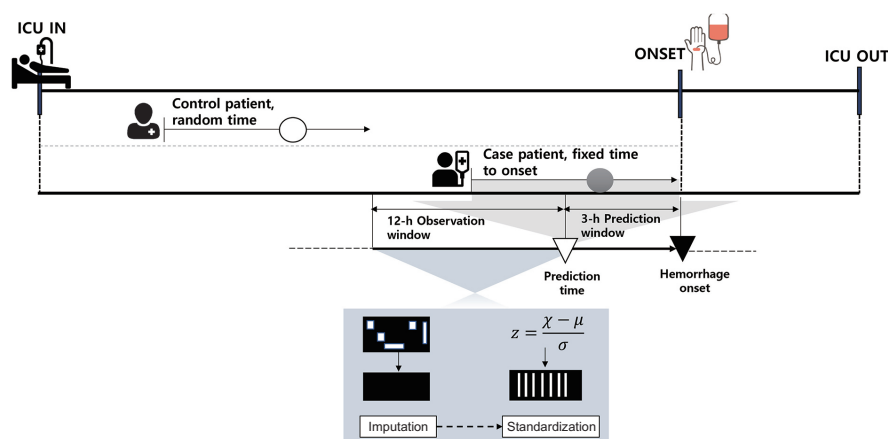 ICU IN
ONSET
ICU OUT
Control patient,
random time
Case patient, fixed time
to onset
12-h Observation
window
3-h Prediction
window
Prediction
time
Hemorrhage
onset
z = χ − μ / σ
Imputation
Standardization